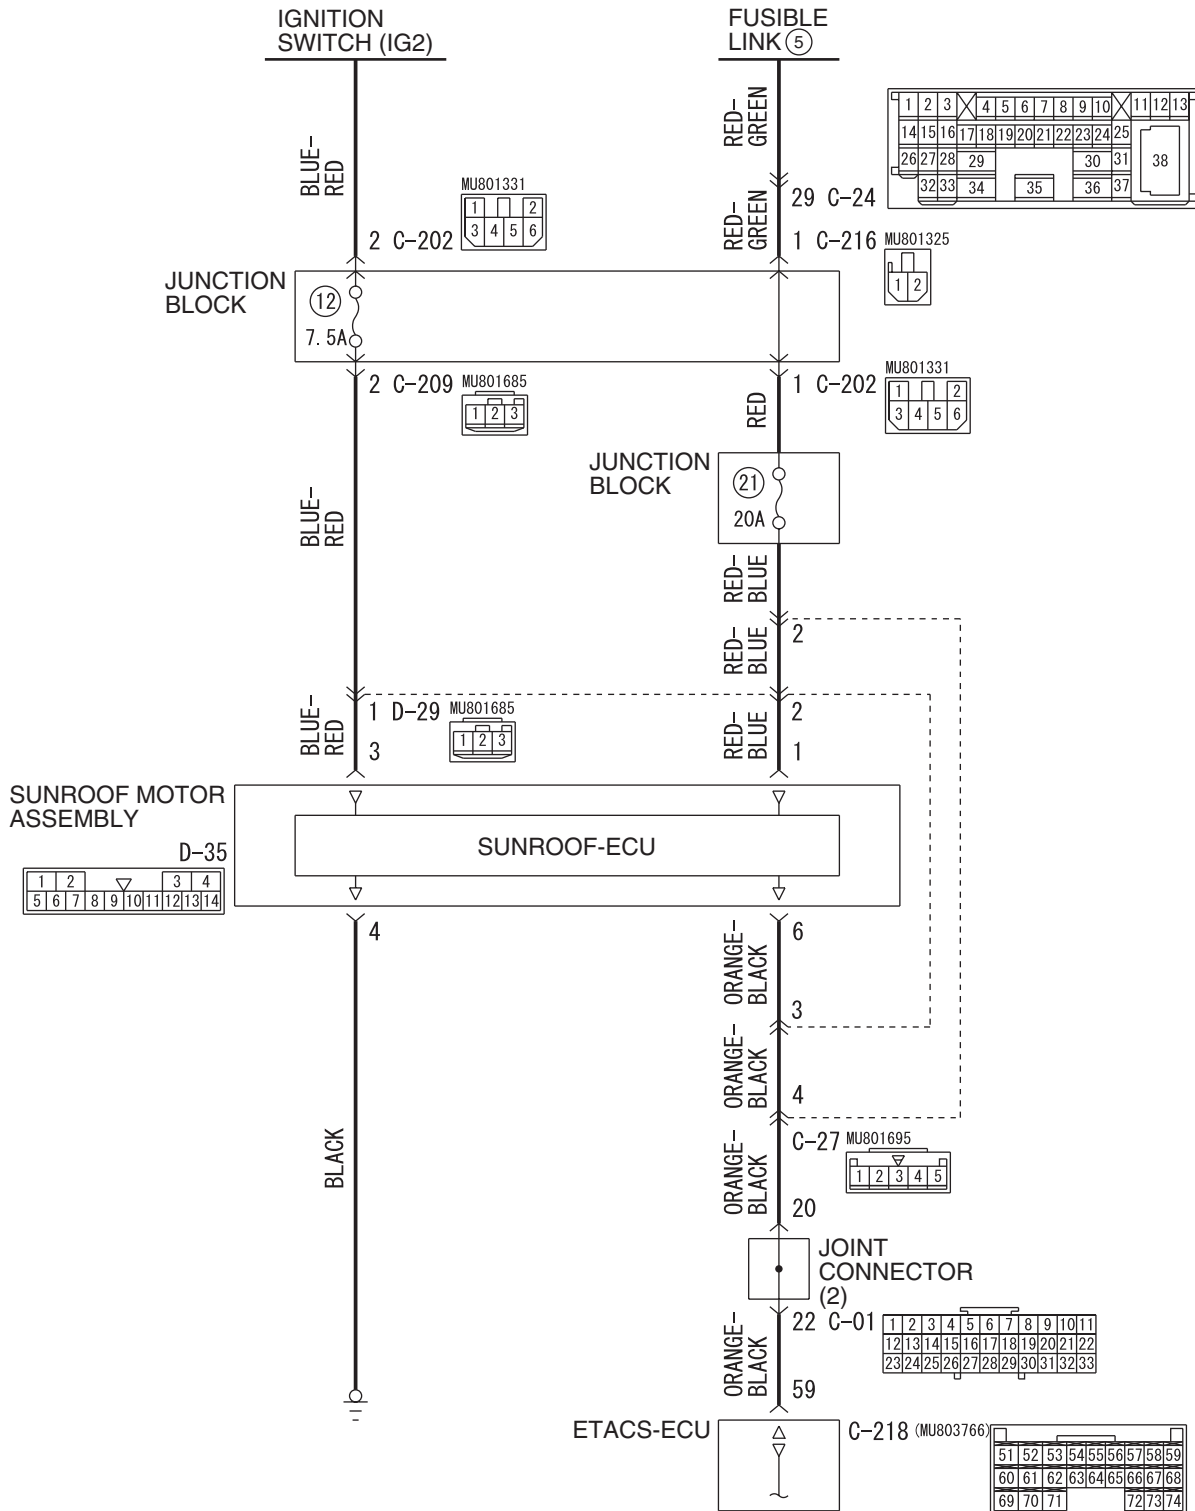 IGNITION
SWITCH (IG2)
FUSIBLE
LINK 5
BLUE-
RED
RED-
GREEN
1 2 3 4 5 6 7 8 9 10 11 12 13
14 15 16 17 18 19 20 21 22 23 24 25
26 27 28 29 30 31 38
32 33 34 35 36 37
RED-
GREEN
29 C-24
MU801331
1 2
3 4 5 6
2 C-202
1 C-216 MU801325
1 2
JUNCTION
BLOCK
12
7.5A
2 C-209 MU801685
1 2 3
1 C-202
MU801331
1 2
3 4 5 6
RED
JUNCTION
BLOCK
21
20A
BLUE-
RED
RED-
BLUE
2
RED-
BLUE
BLUE-
RED
1 D-29 MU801685
1 2 3
3
2
RED-
BLUE
1
SUNROOF MOTOR
ASSEMBLY
SUNROOF-ECU
D-35
1 2 3 4
5 6 7 8 9 10 11 12 13 14
4
6
ORANGE-
BLACK
3
ORANGE-
BLACK
4
BLACK
C-27 MU801695
1 2 3 4 5
ORANGE-
BLACK
20
JOINT
CONNECTOR
(2)
22 C-01
1 2 3 4 5 6 7 8 9 10 11
12 13 14 15 16 17 18 19 20 21 22
23 24 25 26 27 28 29 30 31 32 33
ORANGE-
BLACK
59
ETACS-ECU
C-218 (MU803766)
51 52 53 54 55 56 57 58 59
60 61 62 63 64 65 66 67 68
69 70 71 72 73 74